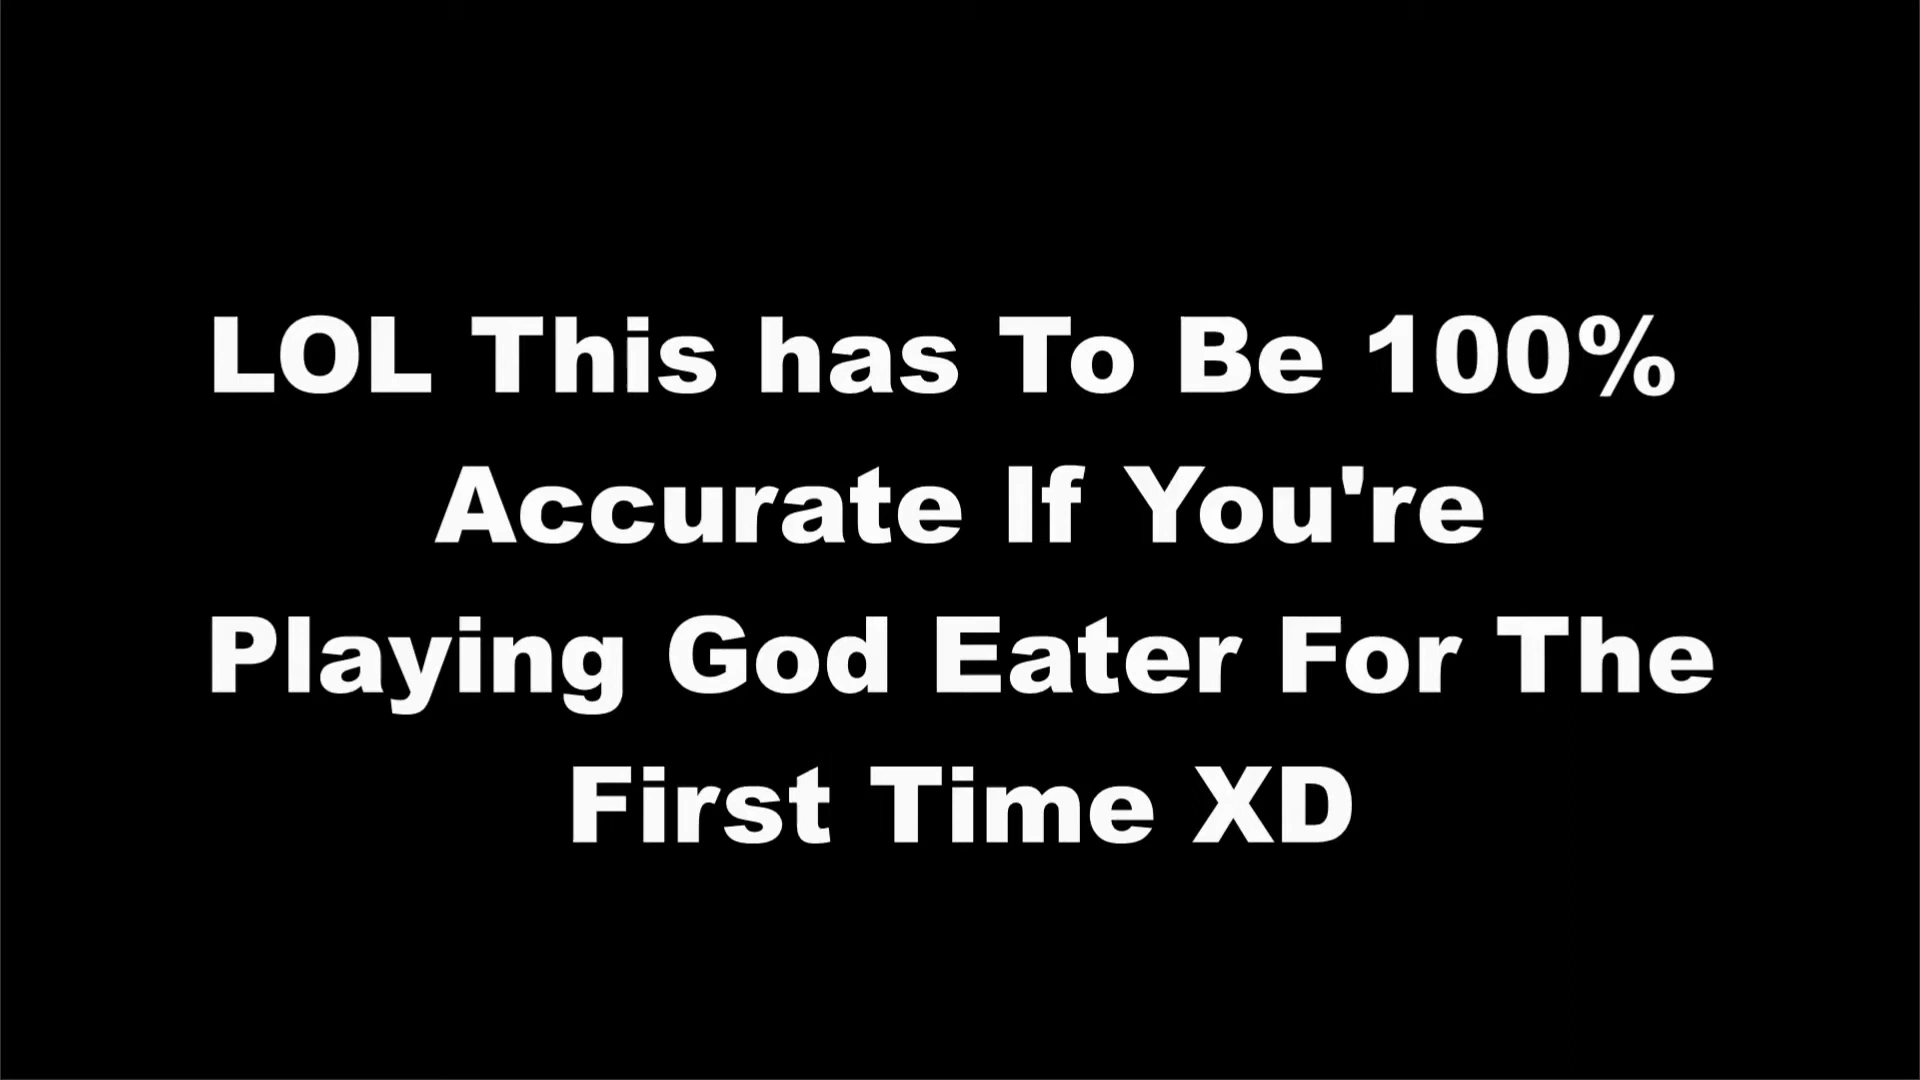 LOL This has To Be 100%
Accurate If You're
Playing God Eater For The
First Time XD